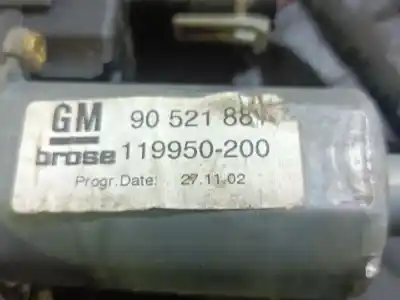 GM 90 521 88
brose 119950-200
Progr.Date: 27.11.02